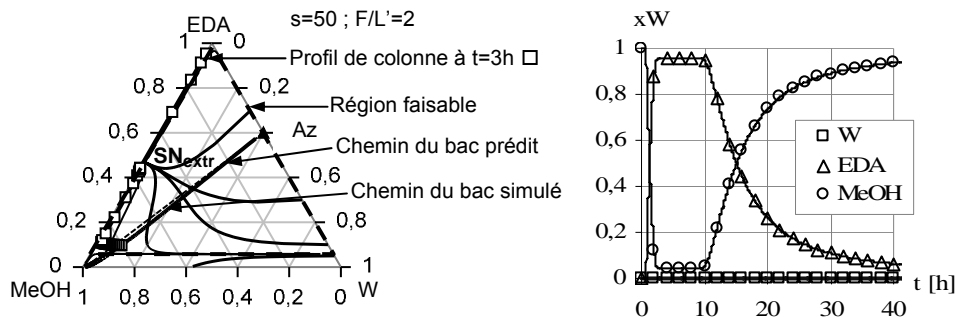 EDA
s=50 ; F/L'=2
1
0
Profil de colonne à t=3h □
0,8
0,2
Région faisable
0,6
Az
Chemin du bac prédit
SNextr
0,4
0,6
Chemin du bac simulé
0,2
0,8
0
1
MeOH
1 0,8 0,6 0,4 0,2 0
W
xW
1
0,8
0,6
0,4
0,2
0
W
EDA
MeOH
0 10 20 30 40
t [h]